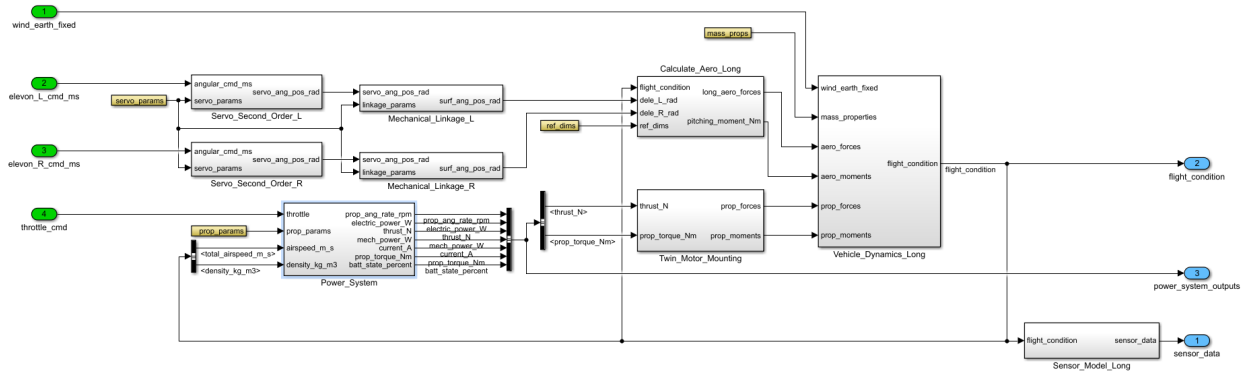 1
wind_earth_fixed
mass_props
2
elevon_L_cmd_ms
servo_params
angular_cmd_ms
servo_ang_pos_rad
servo_params
Servo_Second_Order_L
servo_ang_pos_rad
linkage_params
surf_ang_pos_rad
Mechanical_Linkage_L
3
elevon_R_cmd_ms
angular_cmd_ms
servo_ang_pos_rad
servo_params
Servo_Second_Order_R
servo_ang_pos_rad
linkage_params
surf_ang_pos_rad
Mechanical_Linkage_R
Calculate_Aero_Long
flight_condition
long_aero_forces
dele_L_rad
dele_R_rad
pitching_moment_Nm
ref_dims
ref_dims
4
throttle_cmd
prop_params
<total_airspeed_m_s>
<density_kg_m3>
throttle
prop_params
airspeed_m_s
density_kg_m3
prop_ang_rate_rpm
electric_power_W
thrust_N
mech_power_W
current_A
prop_torque_Nm
batt_state_percent
Power_System
prop_ang_rate_rpm
electric_power_W
thrust_N
mech_power_W
current_A
prop_torque_Nm
batt_state_percent
<thrust_N>
<prop_torque_Nm>
thrust_N
prop_forces
prop_torque_Nm
prop_moments
Twin_Motor_Mounting
wind_earth_fixed
mass_properties
aero_forces
flight_condition
aero_moments
prop_forces
prop_moments
Vehicle_Dynamics_Long
flight_condition
2
flight_condition
3
power_system_outputs
flight_condition
sensor_data
Sensor_Model_Long
1
sensor_data